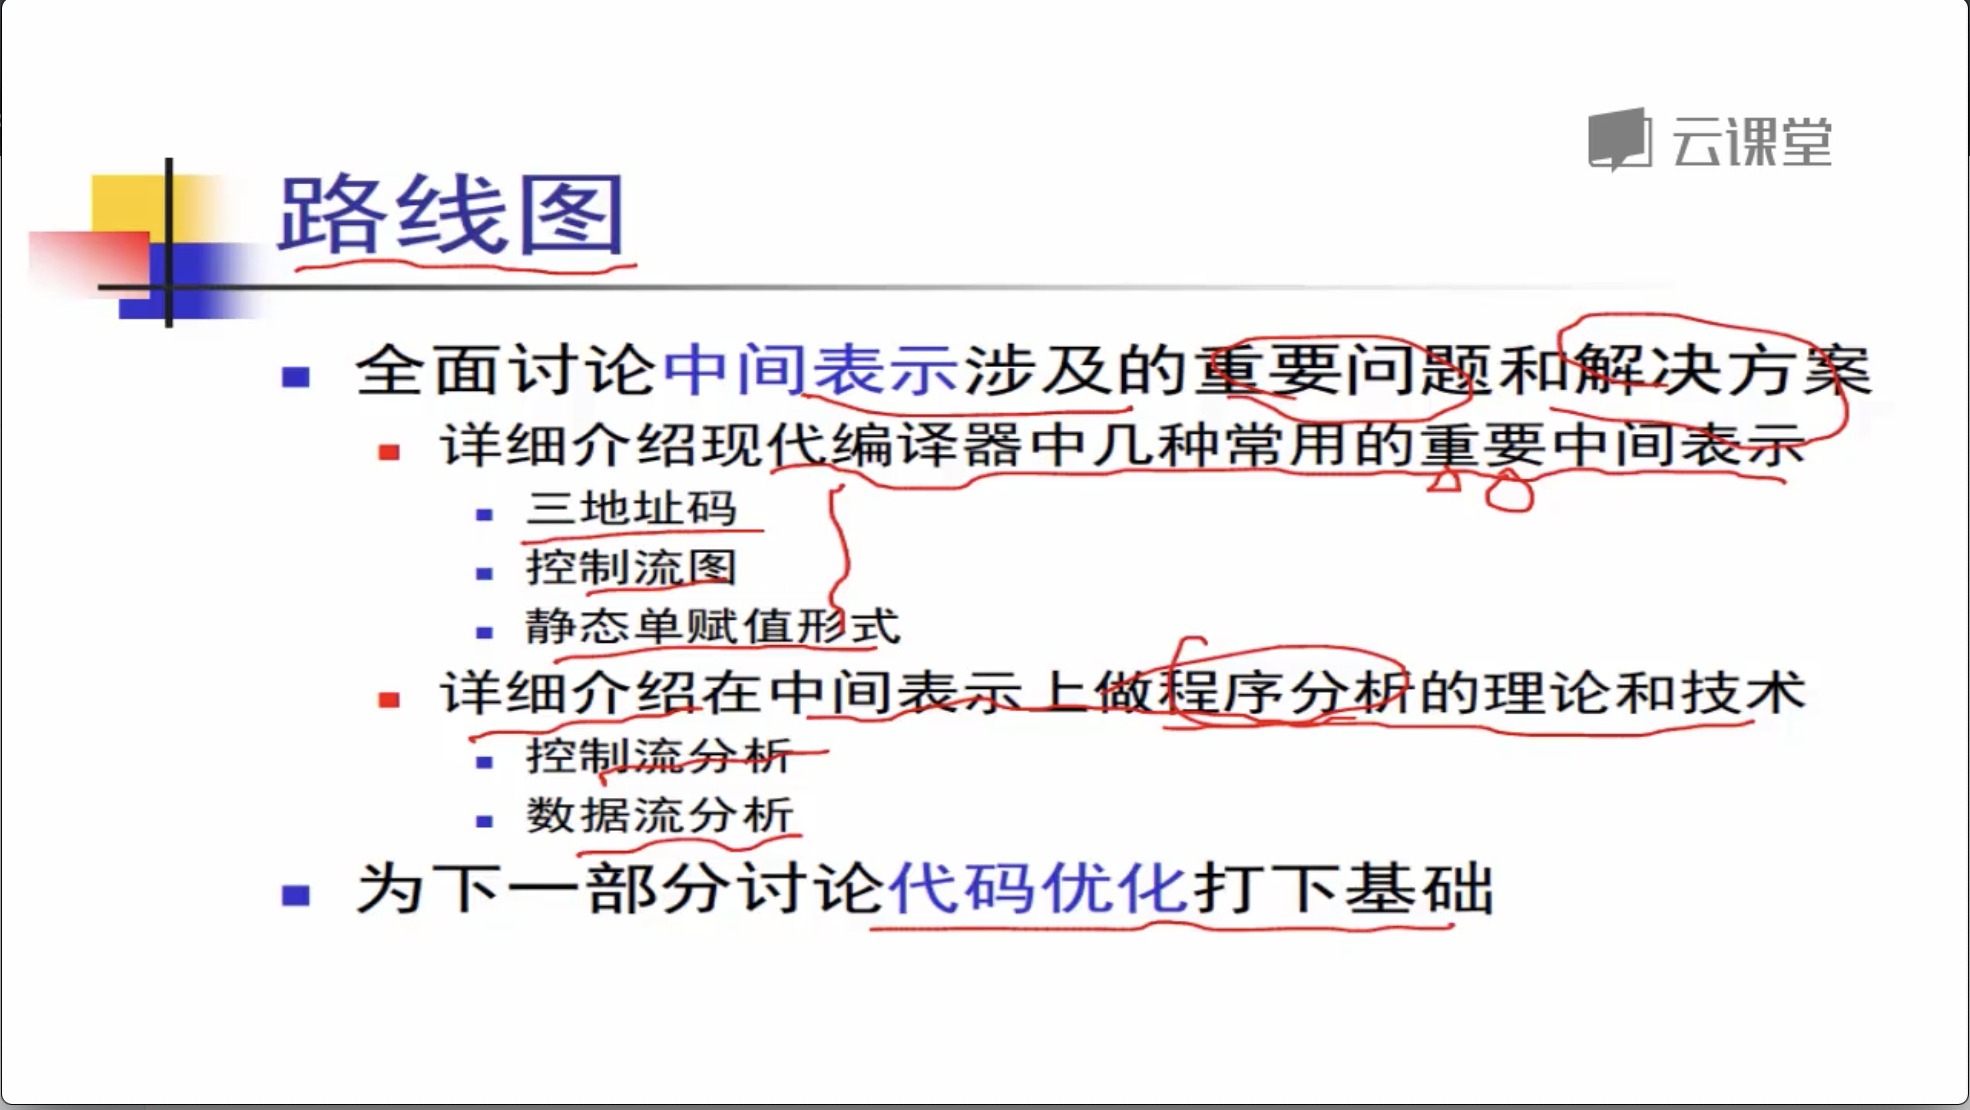 云课堂
路线图
全面讨论中间表示涉及的重要问题和解决方案
详细介绍现代编译器中几种常用的重要中间表示
三地址码
控制流图
静态单赋值形式
详细介绍在中间表示上做程序分析的理论和技术
控制流分析
数据流分析
为下一部分讨论代码优化打下基础